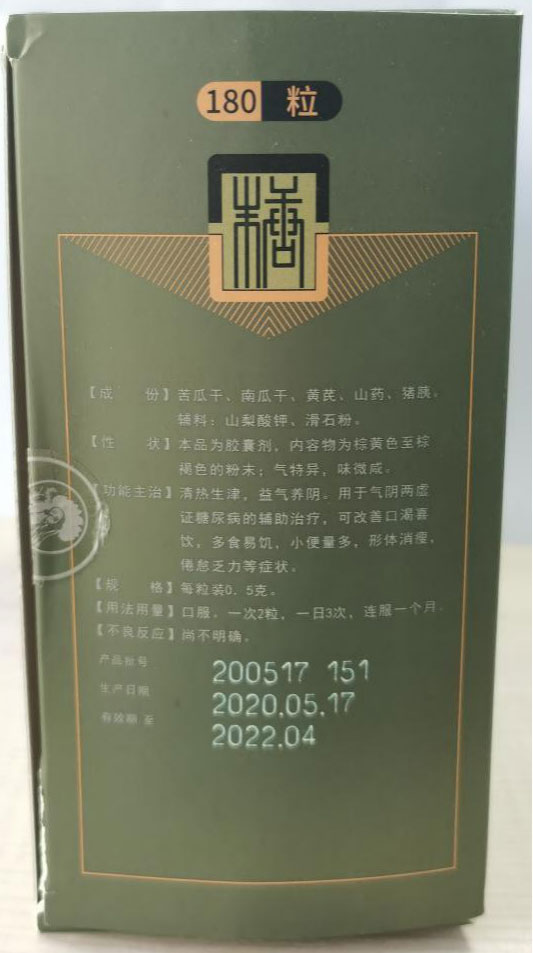 180 粒
糖
【成 份】苦瓜干、南瓜干、黄芪、山药、猪胰。
辅料：山梨酸钾、滑石粉。
【性 状】本品为胶囊剂，内容物为棕黄色至棕
褐色的粉末；气特异，味微咸。
【功能主治】清热生津，益气养阴。用于气阴两虚
证糖尿病的辅助治疗，可改善口渴喜
饮，多食易饥，小便量多，形体消瘦，
倦怠乏力等症状。
【规 格】每粒装0.5克。
【用法用量】口服。一次2粒，一日3次，连服一个月。
【不良反应】尚不明确。
产品批号 200517 151
生产日期 2020.05.17
有效期 至 2022.04